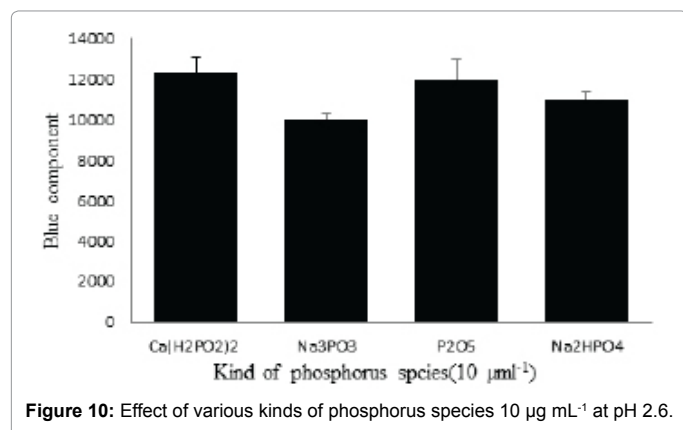 14000
12000
10000
8000
6000
4000
2000
0
Blue component
Ca(H2PO2)2 Na3PO3 P2O5 Na2HPO4
Kind of phosphorus spcies(10 µml-1)
Figure 10: Effect of various kinds of phosphorus species 10 µg mL-1 at pH 2.6.